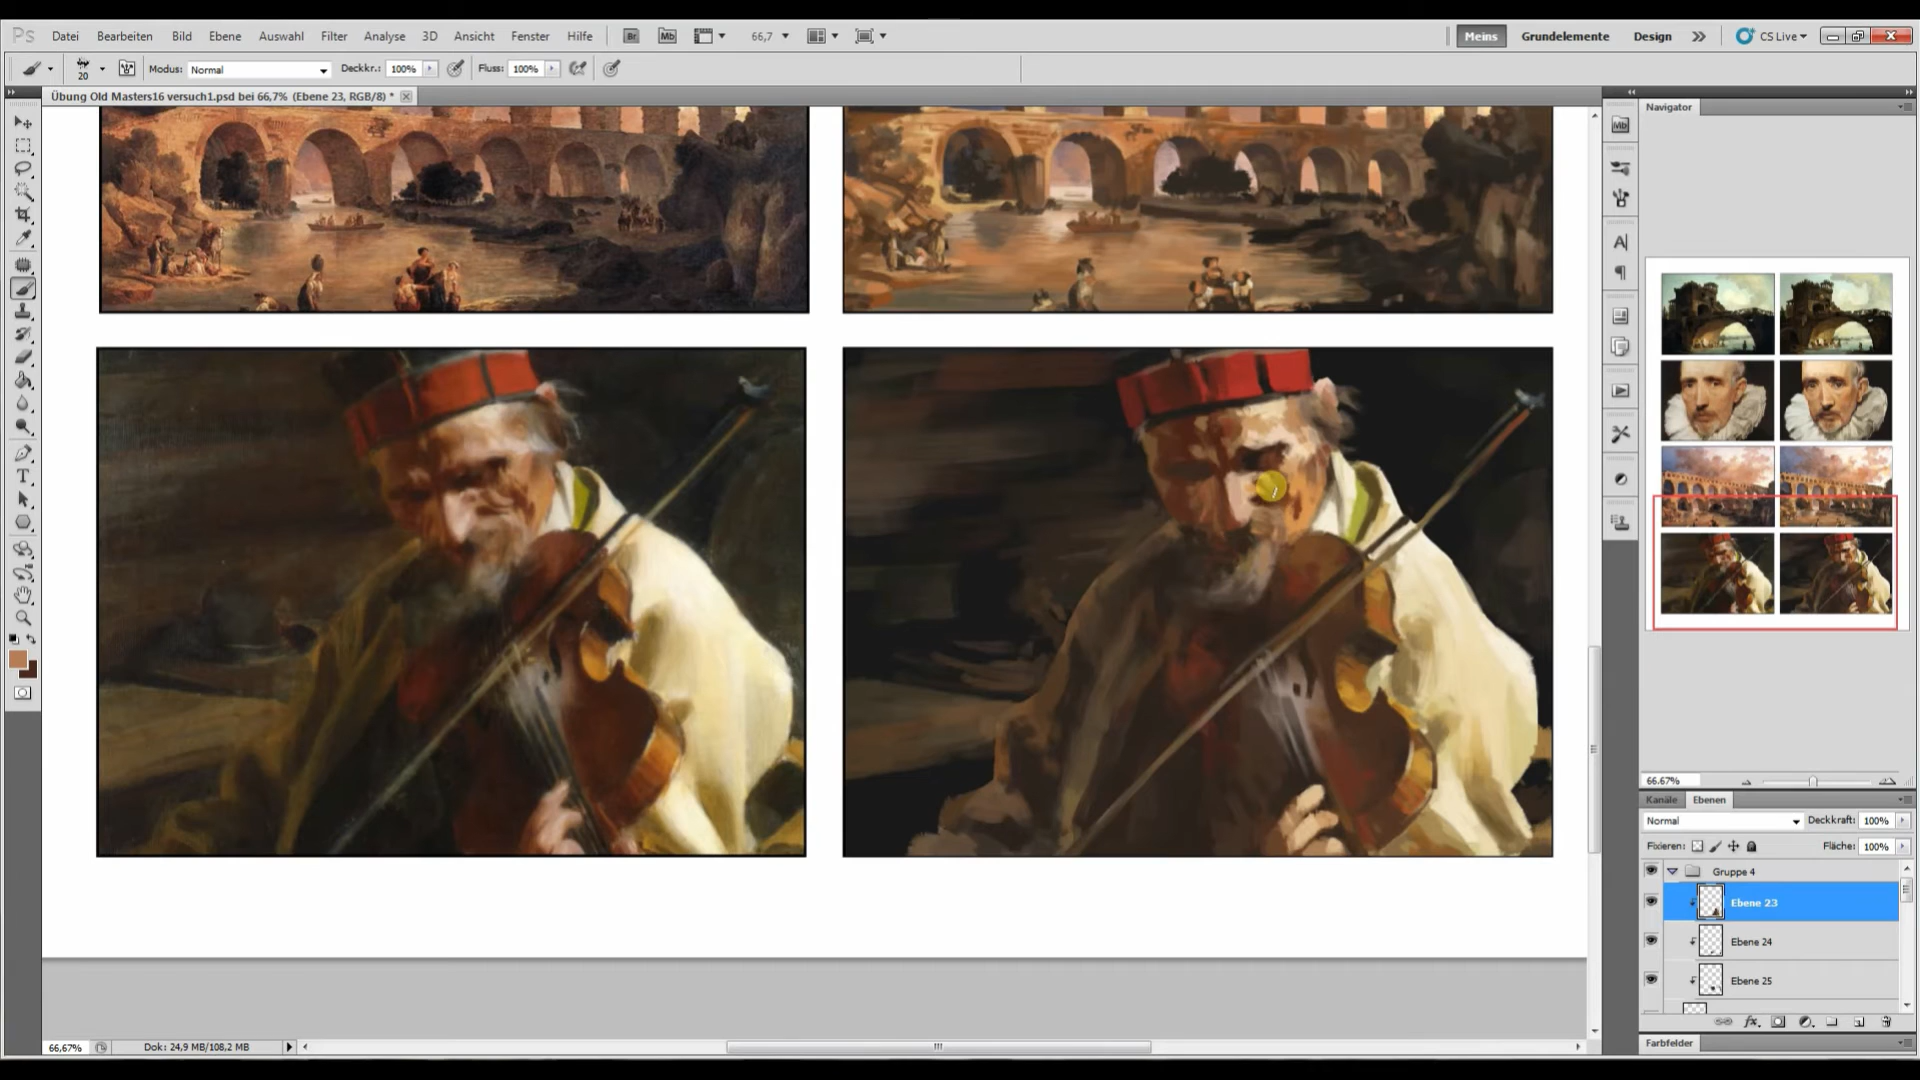 Ps Datei Bearbeiten Bild Ebene Auswahl Filter Analyse 3D Ansicht Fenster Hilfe Br Mb 66,7 Meins Grundelemente Design CS Live
20 Modus: Normal Deckkr.: 100% Fluss: 100%
Übung Old Masters16 versuch1.psd bei 66,7% (Ebene 23, RGB/8) *
Navigator
Mb
A
T
66.67%
Kanäle Ebenen
Normal Deckkraft: 100%
Fixieren: Fläche: 100%
Gruppe 4
Ebene 23
Ebene 24
Ebene 25
fx
66,67% Dok: 24,9 MB/108,2 MB
Farbfelder